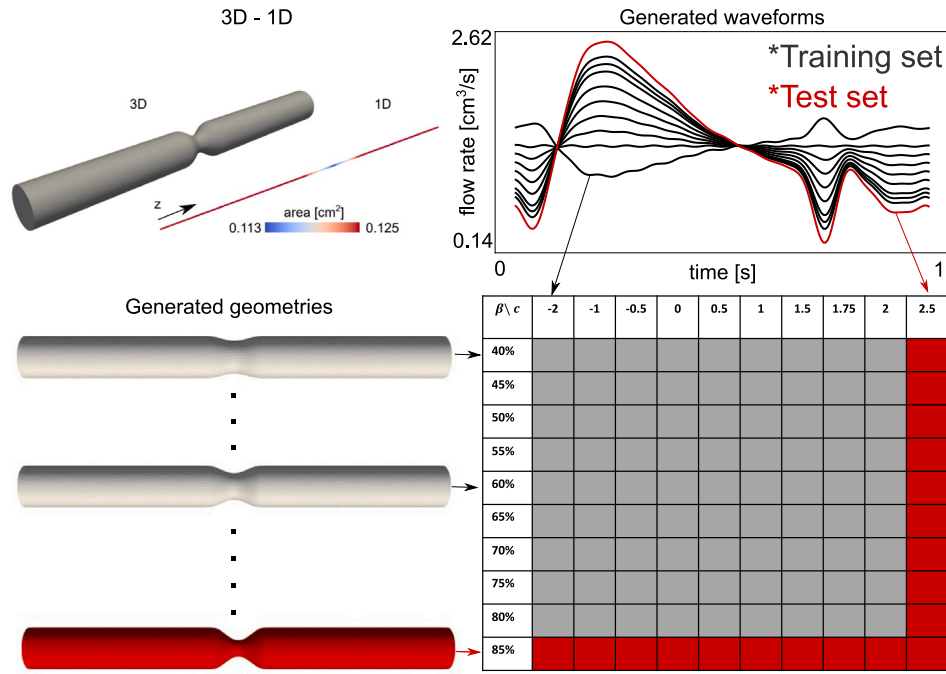 3D - 1D
3D
1D
z
area [cm²]
0.113
0.125
Generated waveforms
2.62
*Training set
*Test set
flow rate [cm³/s]
0.14
0
time [s]
1
Generated geometries
β\ c -2 -1 -0.5 0 0.5 1 1.5 1.75 2 2.5
40%
45%
50%
55%
60%
65%
70%
75%
80%
85%